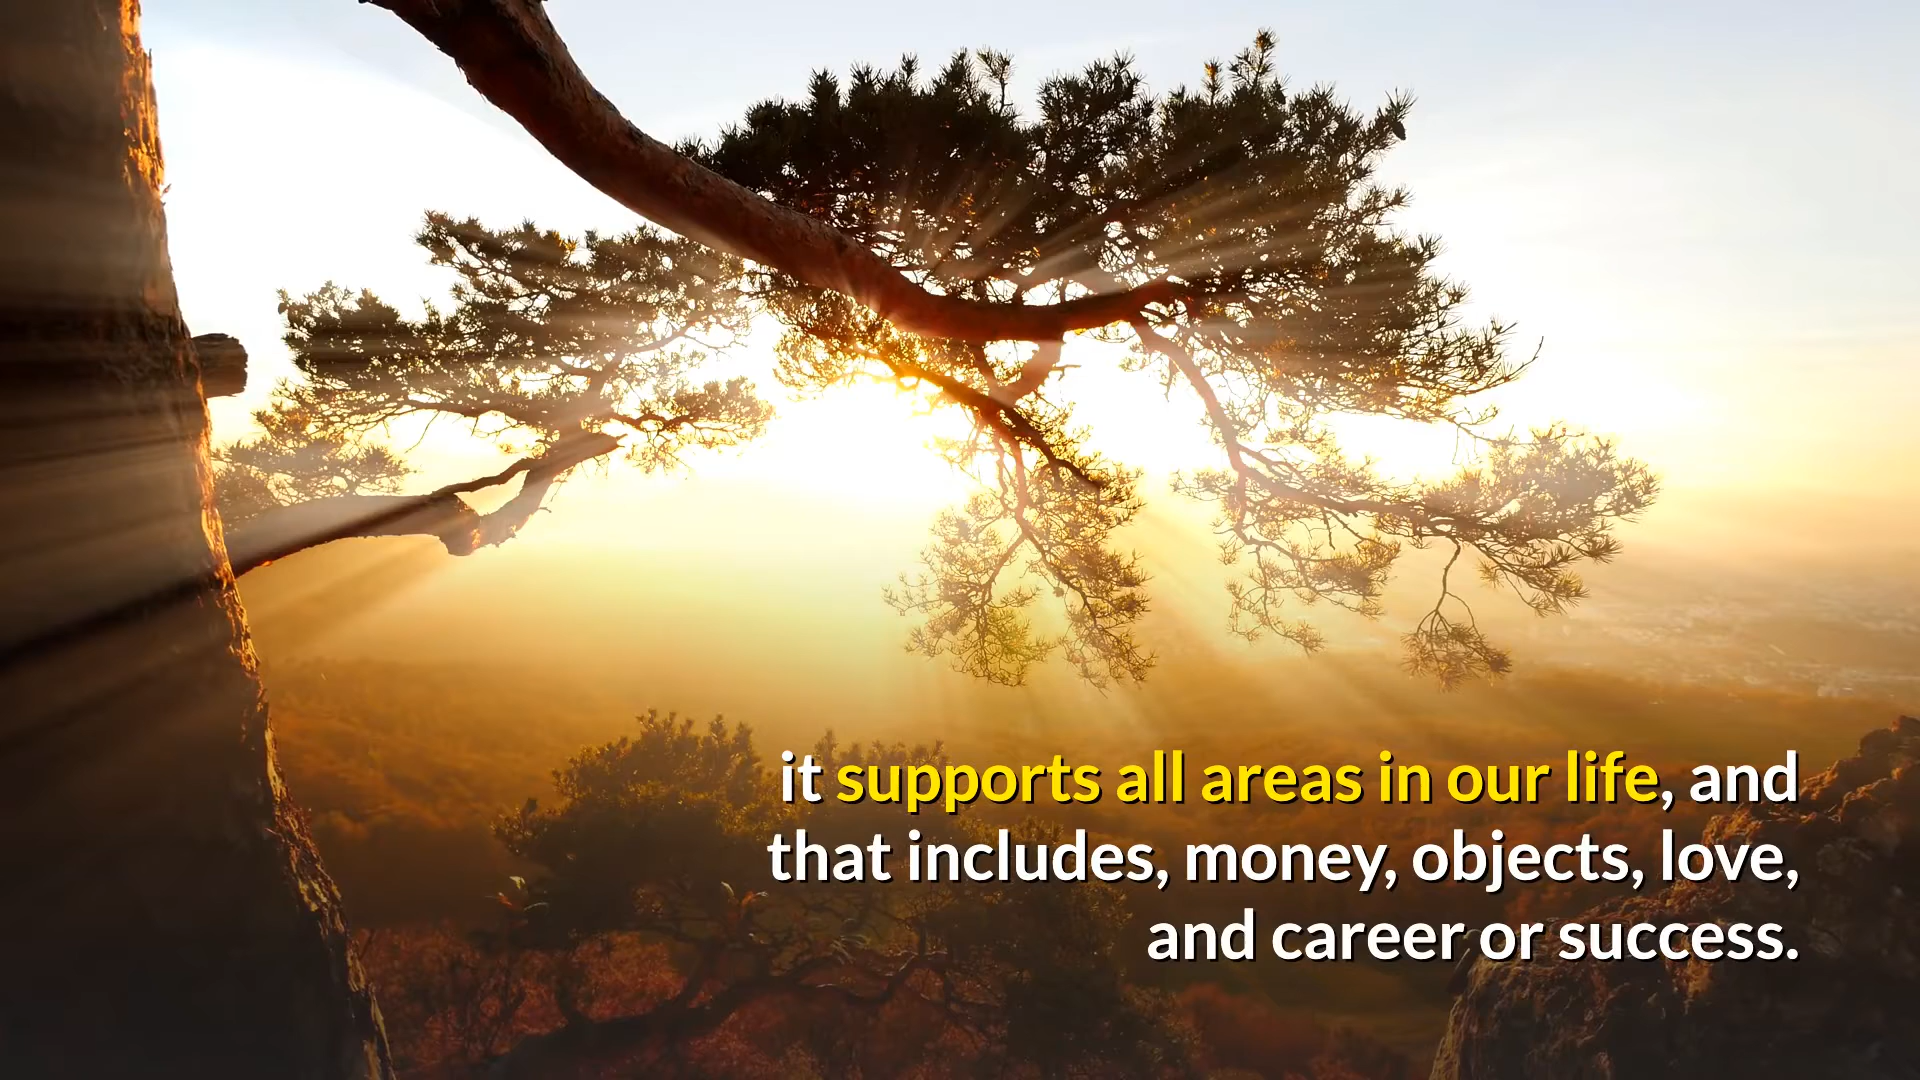 it supports all areas in our life, and
that includes, money, objects, love,
and career or success.